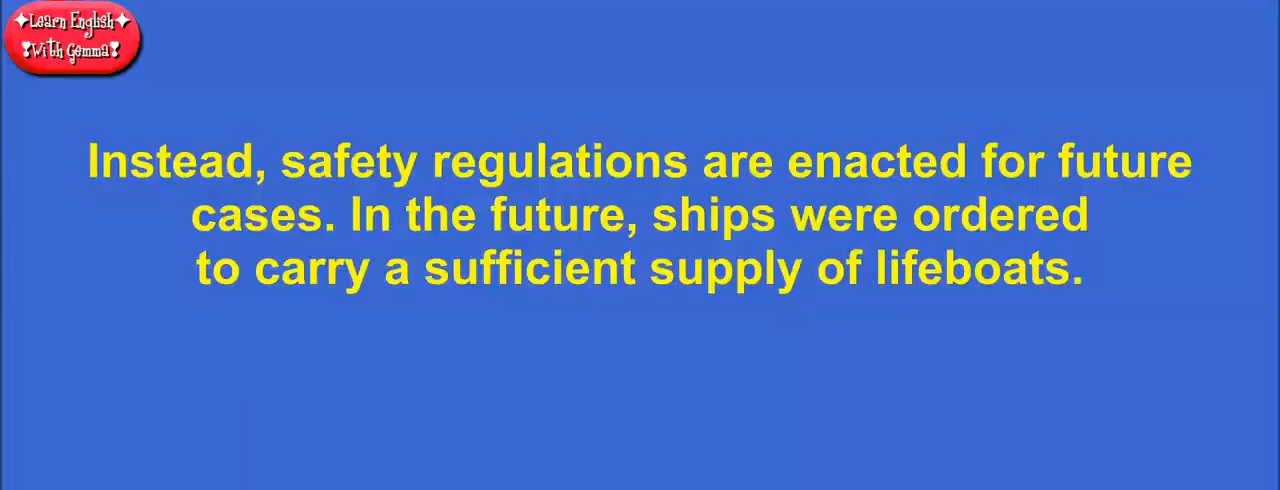 ✦Learn English✦
❣With Gemma❣
Instead, safety regulations are enacted for future
cases. In the future, ships were ordered
to carry a sufficient supply of lifeboats.